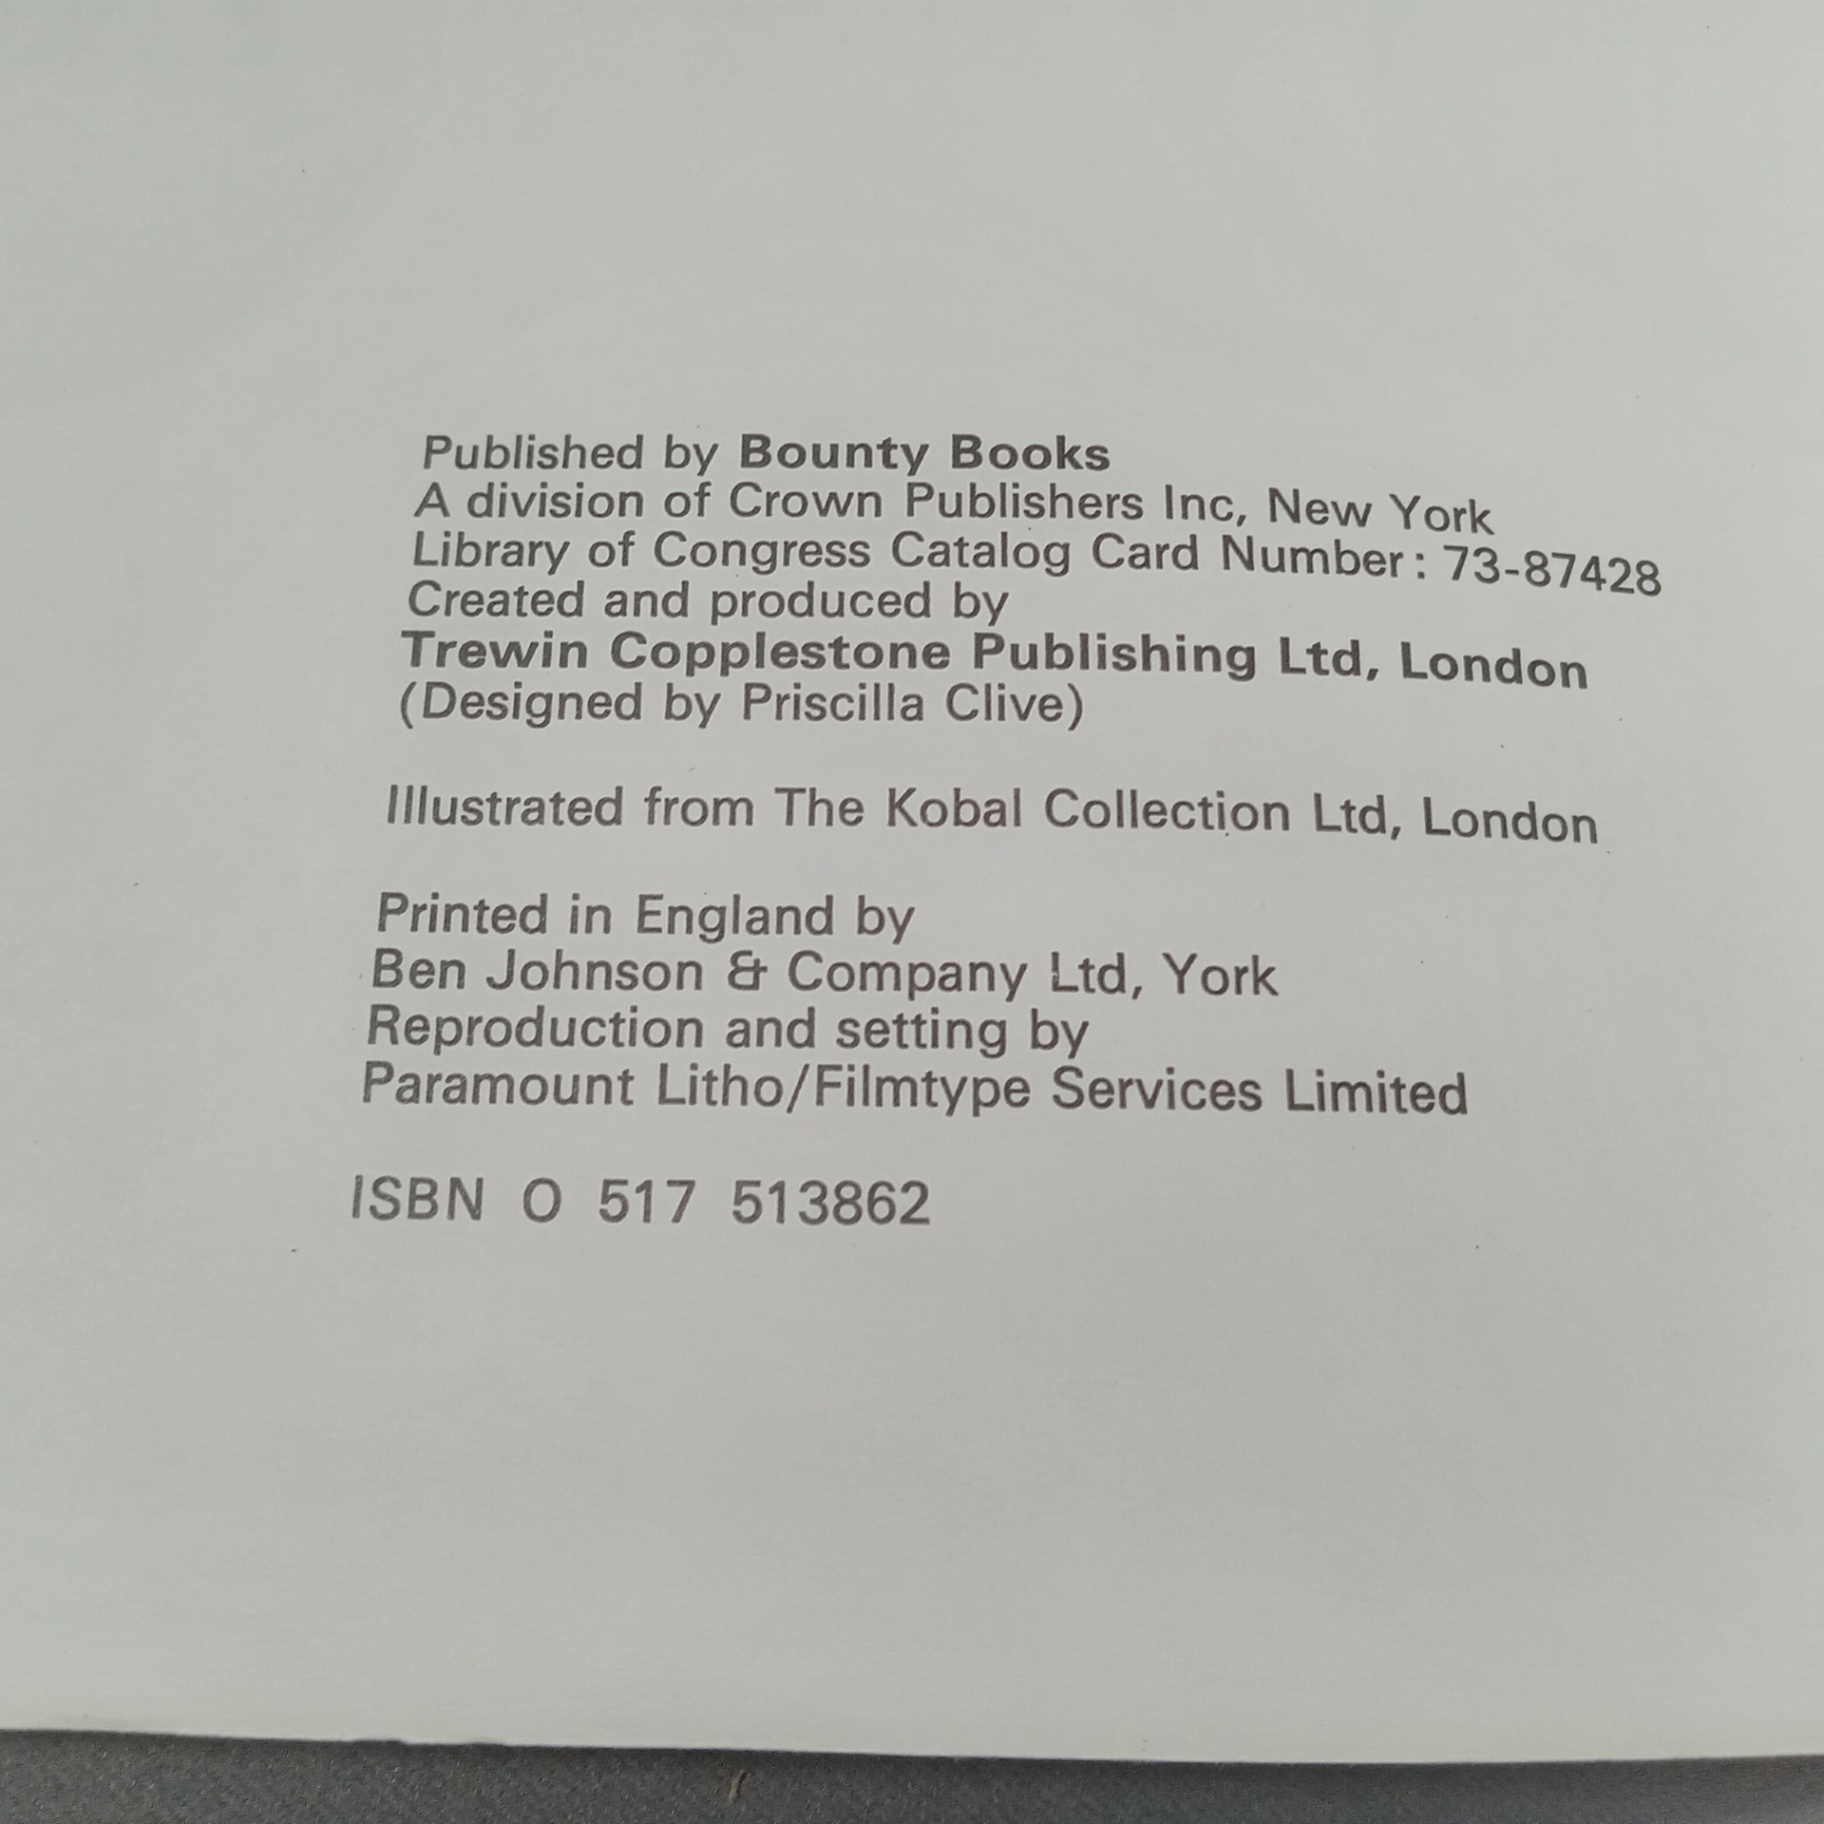 Published by Bounty Books
A division of Crown Publishers Inc, New York
Library of Congress Catalog Card Number: 73-87428
Created and produced by
Trewin Copplestone Publishing Ltd, London
(Designed by Priscilla Clive)
Illustrated from The Kobal Collection Ltd, London
Printed in England by
Ben Johnson & Company Ltd, York
Reproduction and setting by
Paramount Litho/Filmtype Services Limited
ISBN 0 517 513862